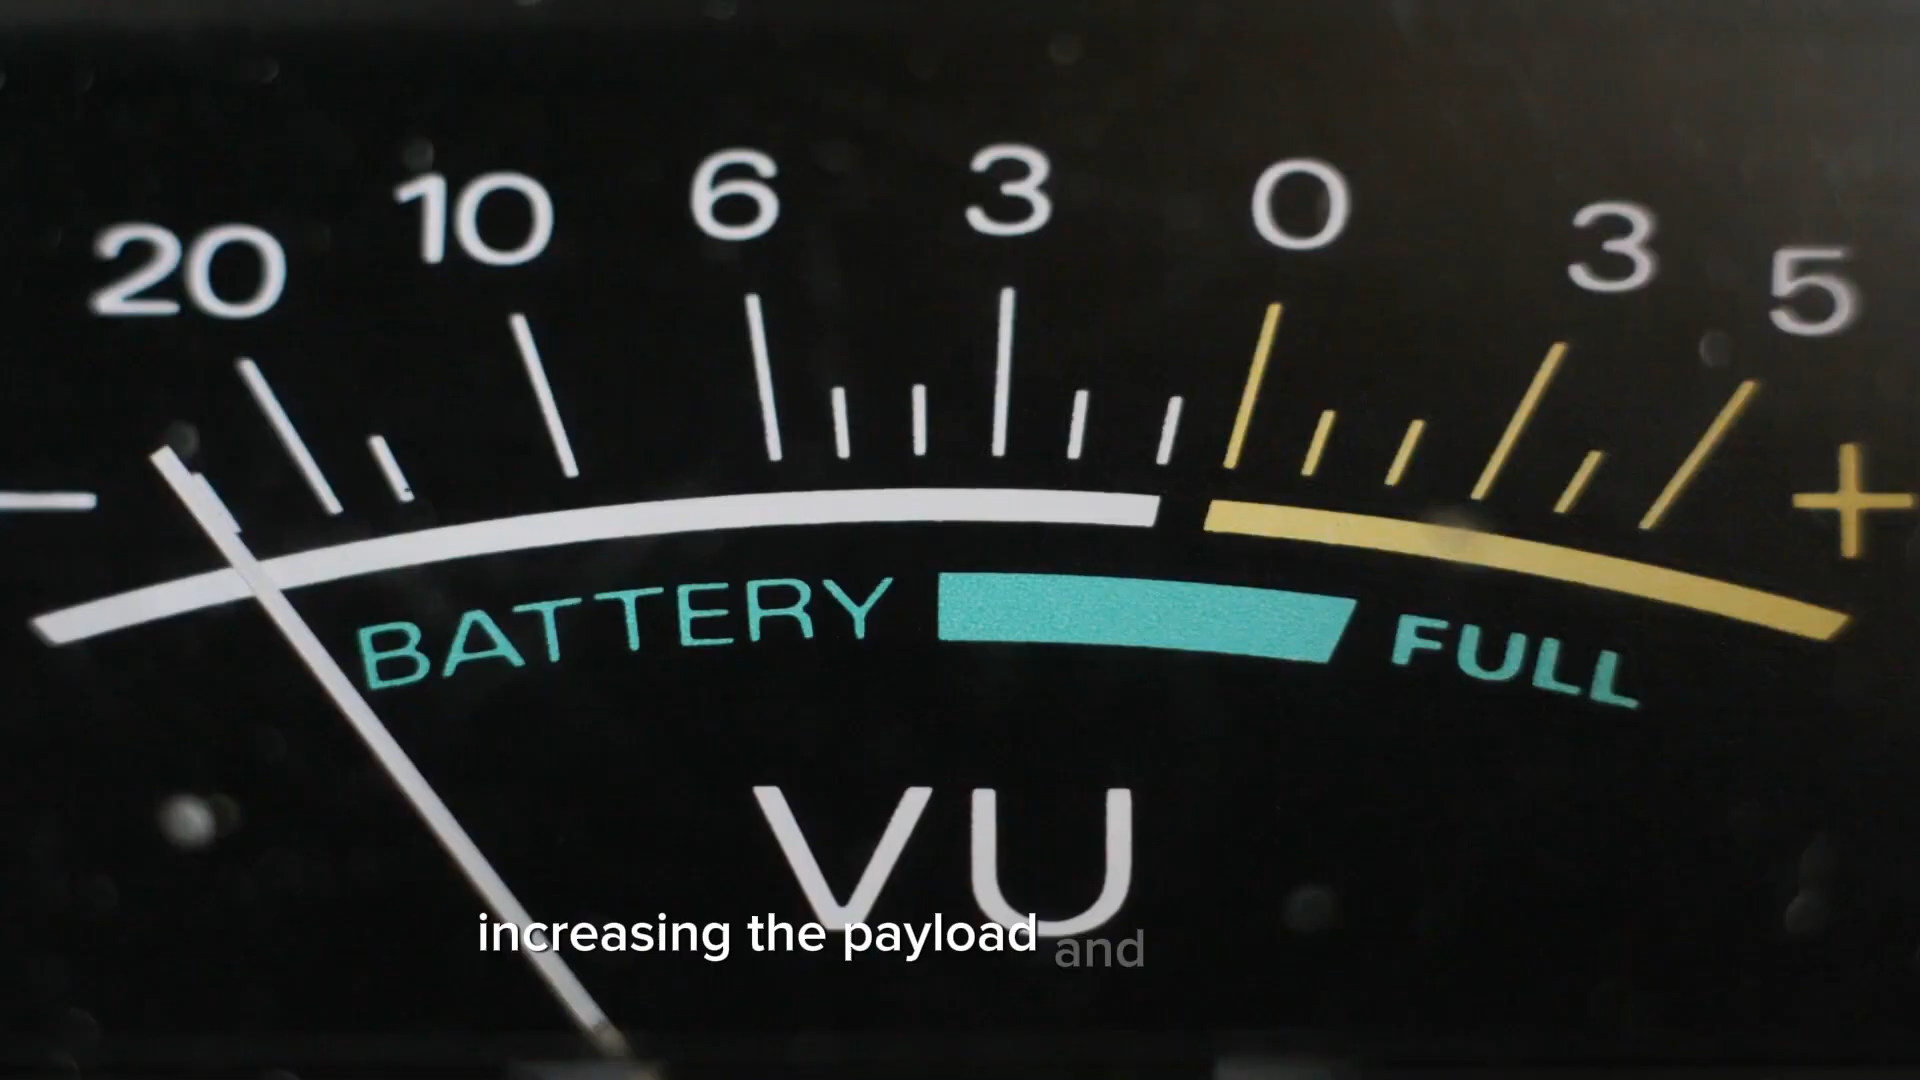 20 10 6 3 0 3 5
− +
BATTERY FULL
VU
increasing the payload and